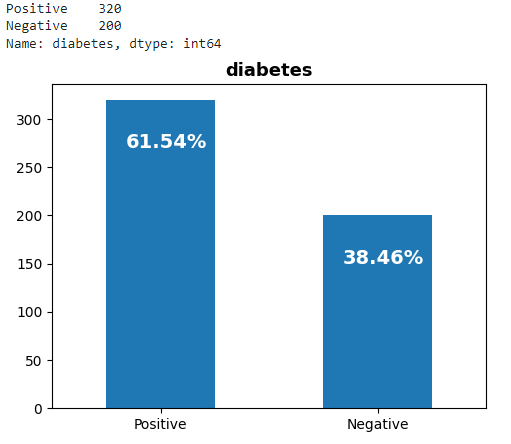 Positive    320
Negative    200
Name: diabetes, dtype: int64
diabetes
300
250
200
150
100
50
0
61.54%
38.46%
Positive
Negative